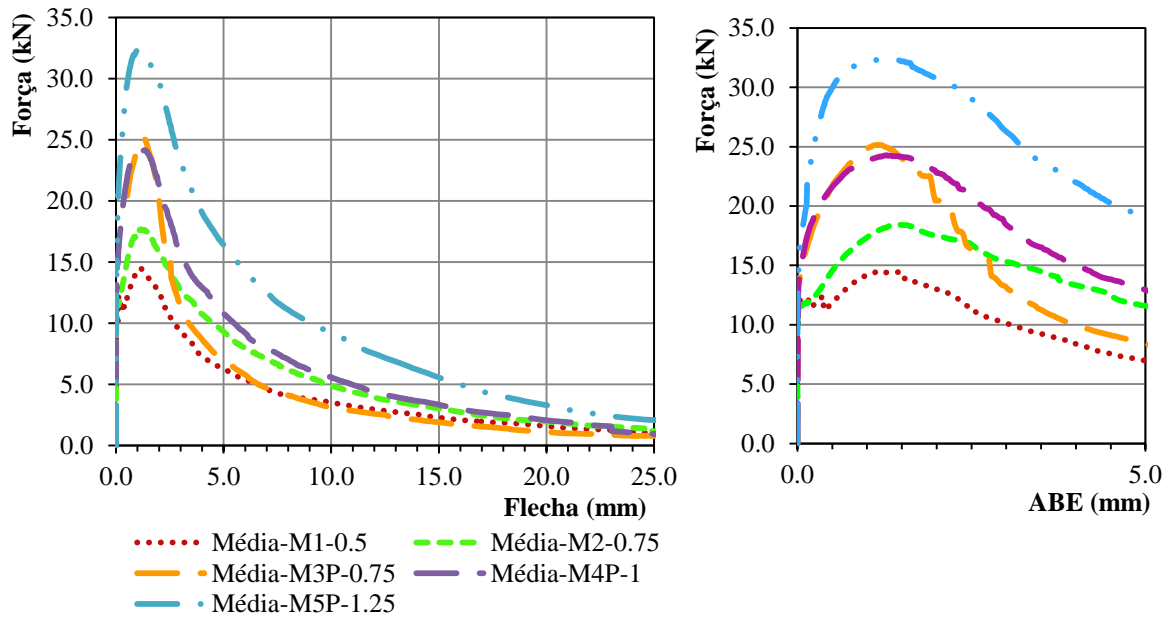 35.0
30.0
25.0
20.0
15.0
10.0
5.0
0.0
Força (kN)
0.0 5.0 10.0 15.0 20.0 25.0
Flecha (mm)
35.0
30.0
25.0
20.0
15.0
10.0
5.0
0.0
Força (kN)
0.0 5.0
ABE (mm)
Média-M1-0.5 Média-M2-0.75
Média-M3P-0.75 Média-M4P-1
Média-M5P-1.25